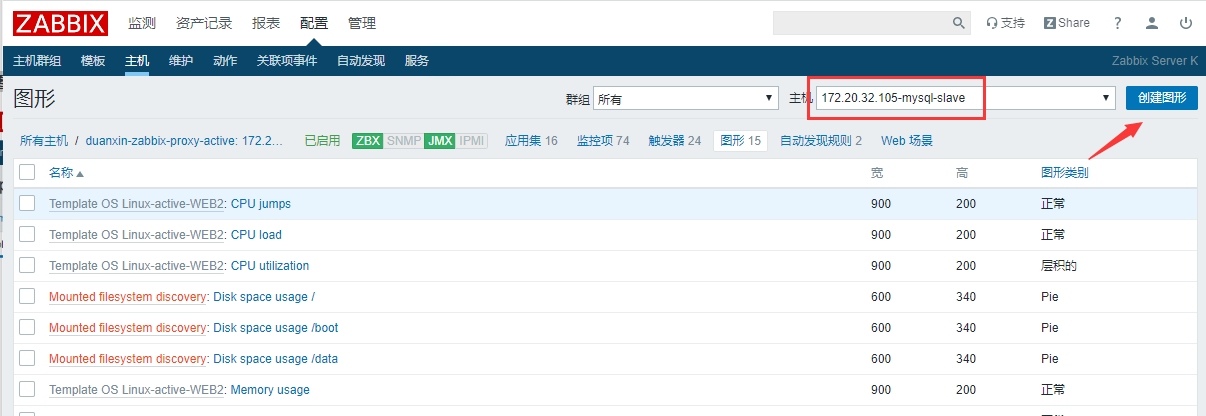 ZABBIX 监测 资产记录 报表 配置 管理 支持 Z Share ?
主机群组 模板 主机 维护 动作 关联项事件 自动发现 服务 Zabbix Server K
图形 群组 所有 主机 172.20.32.105-mysql-slave 创建图形
所有主机 / duanxin-zabbix-proxy-active: 172.2... 已启用 ZBX SNMP JMX IPMI 应用集 16 监控项 74 触发器 24 图形 15 自动发现规则 2 Web 场景
名称 宽 高 图形类别
Template OS Linux-active-WEB2: CPU jumps 900 200 正常
Template OS Linux-active-WEB2: CPU load 900 200 正常
Template OS Linux-active-WEB2: CPU utilization 900 200 层积的
Mounted filesystem discovery: Disk space usage / 600 340 Pie
Mounted filesystem discovery: Disk space usage /boot 600 340 Pie
Mounted filesystem discovery: Disk space usage /data 600 340 Pie
Template OS Linux-active-WEB2: Memory usage 900 200 正常